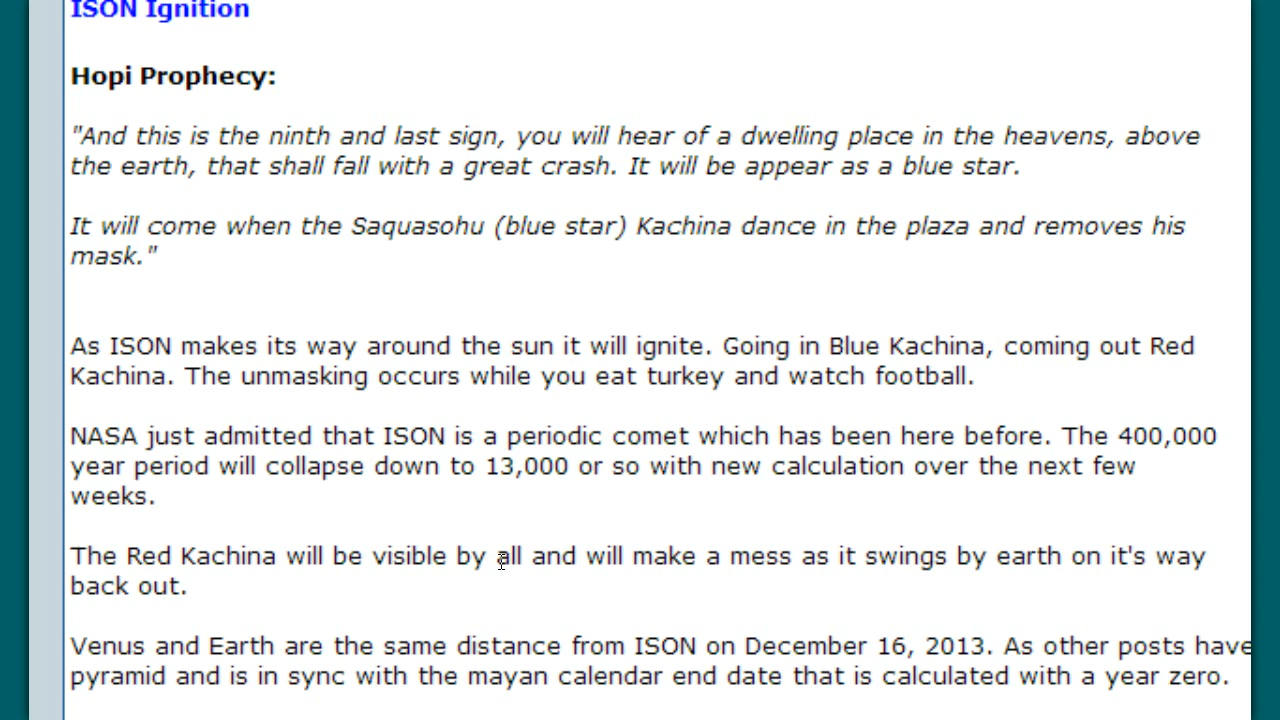 ISON Ignition
Hopi Prophecy:
"And this is the ninth and last sign, you will hear of a dwelling place in the heavens, above
the earth, that shall fall with a great crash. It will be appear as a blue star.
It will come when the Saquasohu (blue star) Kachina dance in the plaza and removes his
mask."
As ISON makes its way around the sun it will ignite. Going in Blue Kachina, coming out Red
Kachina. The unmasking occurs while you eat turkey and watch football.
NASA just admitted that ISON is a periodic comet which has been here before. The 400,000
year period will collapse down to 13,000 or so with new calculation over the next few
weeks.
The Red Kachina will be visible by all and will make a mess as it swings by earth on it's way
back out.
Venus and Earth are the same distance from ISON on December 16, 2013. As other posts have
pyramid and is in sync with the mayan calendar end date that is calculated with a year zero.